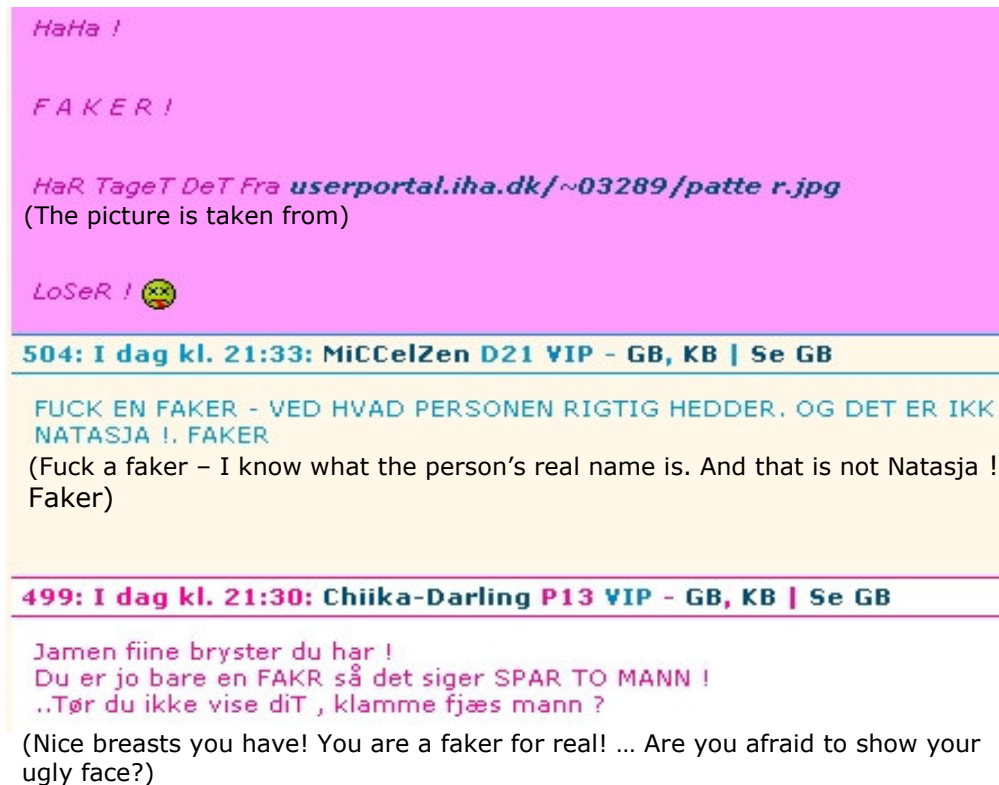 HaHa !
F A K E R !
HaR TageT DeT Fra userportal.iha.dk/~03289/patte r.jpg
(The picture is taken from)
LoSeR !
504: I dag kl. 21:33: MiCCelZen D21 VIP - GB, KB | Se GB
FUCK EN FAKER - VED HVAD PERSONEN RIGTIG HEDDER. OG DET ER IKK
NATASJA !. FAKER
(Fuck a faker – I know what the person’s real name is. And that is not Natasja !
Faker)
499: I dag kl. 21:30: Chiika-Darling P13 VIP - GB, KB | Se GB
Jamen fiine bryster du har !
Du er jo bare en FAKR så det siger SPAR TO MANN !
..Tør du ikke vise diT , klamme fjæs mann ?
(Nice breasts you have! You are a faker for real! … Are you afraid to show your
ugly face?)